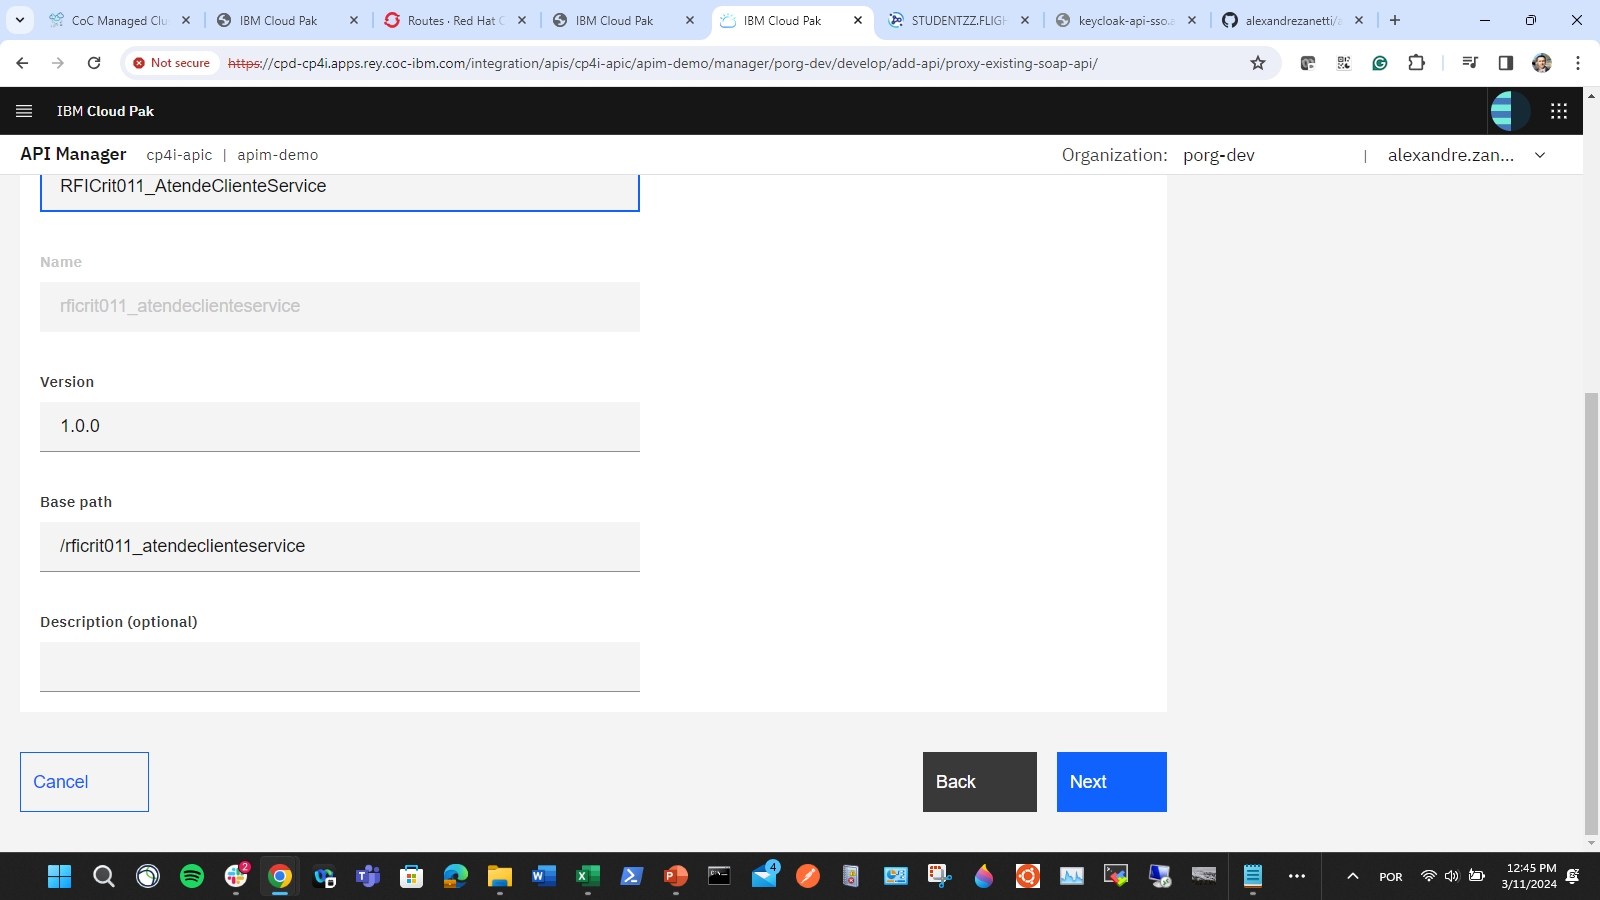 CoC Managed Clu
IBM Cloud Pak
Routes · Red Hat C
IBM Cloud Pak
IBM Cloud Pak
STUDENTZZ.FLIGH
keycloak-api-sso.a
alexandrezanetti/a
Not secure
https://cpd-cp4i.apps.rey.coc-ibm.com/integration/apis/cp4i-apic/apim-demo/manager/porg-dev/develop/add-api/proxy-existing-soap-api/
IBM Cloud Pak
API Manager cp4i-apic | apim-demo
Organization: porg-dev | alexandre.zan...
RFICrit011_AtendeClienteService
Name
rficrit011_atendeclienteservice
Version
1.0.0
Base path
/rficrit011_atendeclienteservice
Description (optional)
Cancel
Back
Next
2
4
POR
12:45 PM
3/11/2024